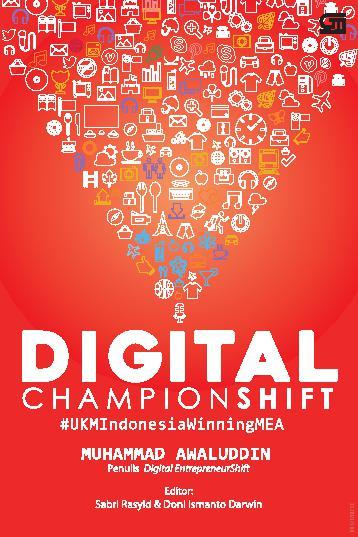 DIGITAL
CHAMPIONSHIFT
#UKMIndonesiaWinningMEA
MUHAMMAD AWALUDDIN
Penulis Digital EntrepreneurShift
Editor:
Sabri Rasyid & Doni Ismanto Darwin